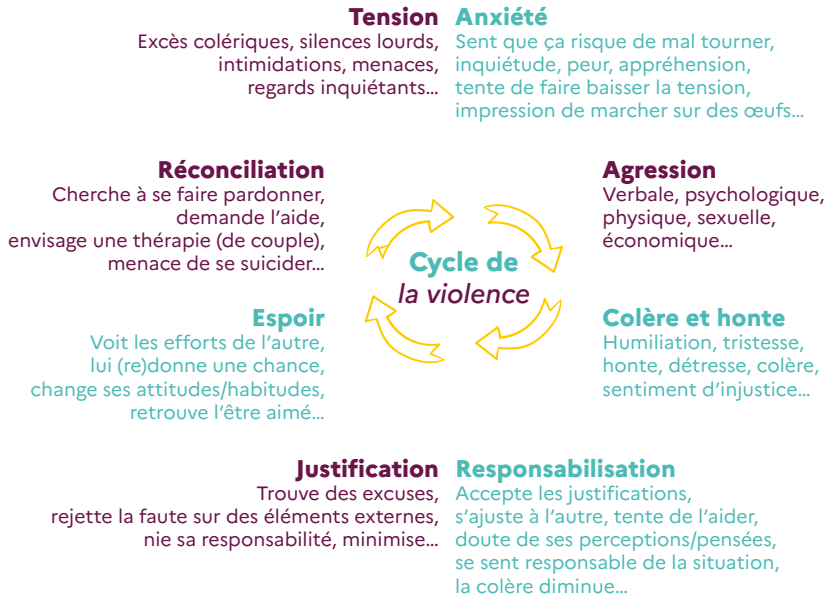 Tension
Excès colériques, silences lourds,
intimidations, menaces,
regards inquiétants…
Anxiété
Sent que ça risque de mal tourner,
inquiétude, peur, appréhension,
tente de faire baisser la tension,
impression de marcher sur des œufs…
Réconciliation
Cherche à se faire pardonner,
demande l’aide,
envisage une thérapie (de couple),
menace de se suicider…
Agression
Verbale, psychologique,
physique, sexuelle,
économique…
Cycle de
la violence
Espoir
Voit les efforts de l’autre,
lui (re)donne une chance,
change ses attitudes/habitudes,
retrouve l’être aimé…
Colère et honte
Humiliation, tristesse,
honte, détresse, colère,
sentiment d’injustice…
Justification
Trouve des excuses,
rejette la faute sur des éléments externes,
nie sa responsabilité, minimise…
Responsabilisation
Accepte les justifications,
s’ajuste à l’autre, tente de l’aider,
doute de ses perceptions/pensées,
se sent responsable de la situation,
la colère diminue…